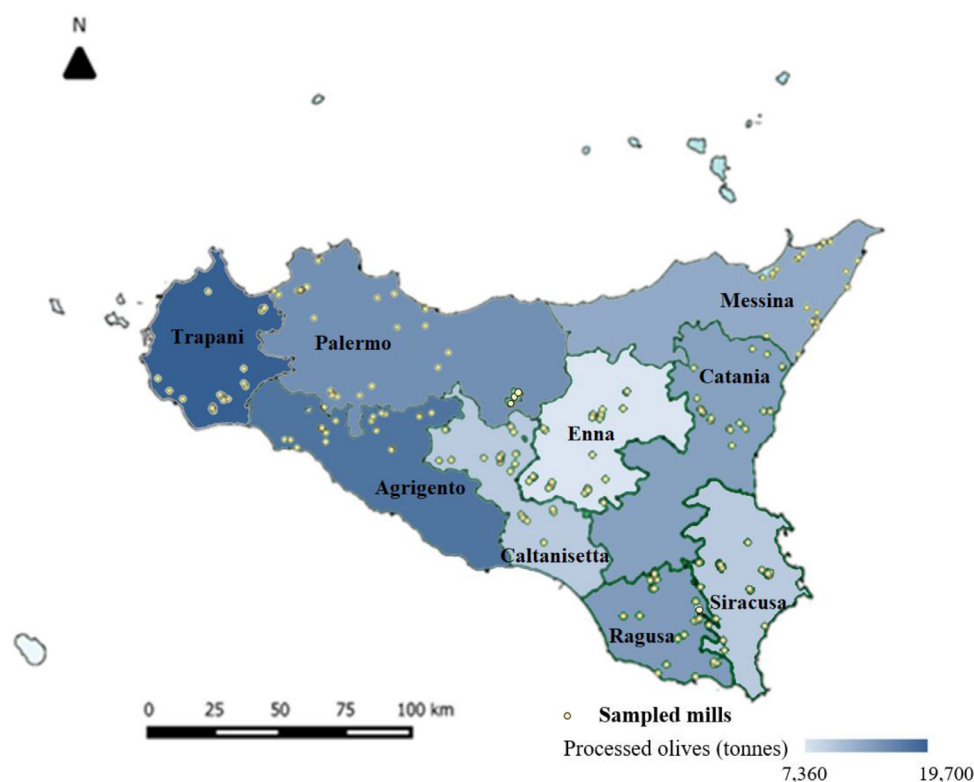 N
Messina
Trapani
Palermo
Catania
Enna
Agrigento
Caltanisetta
Siracusa
Ragusa
0 25 50 75 100 km
Sampled mills
Processed olives (tonnes)
7,360 19,700